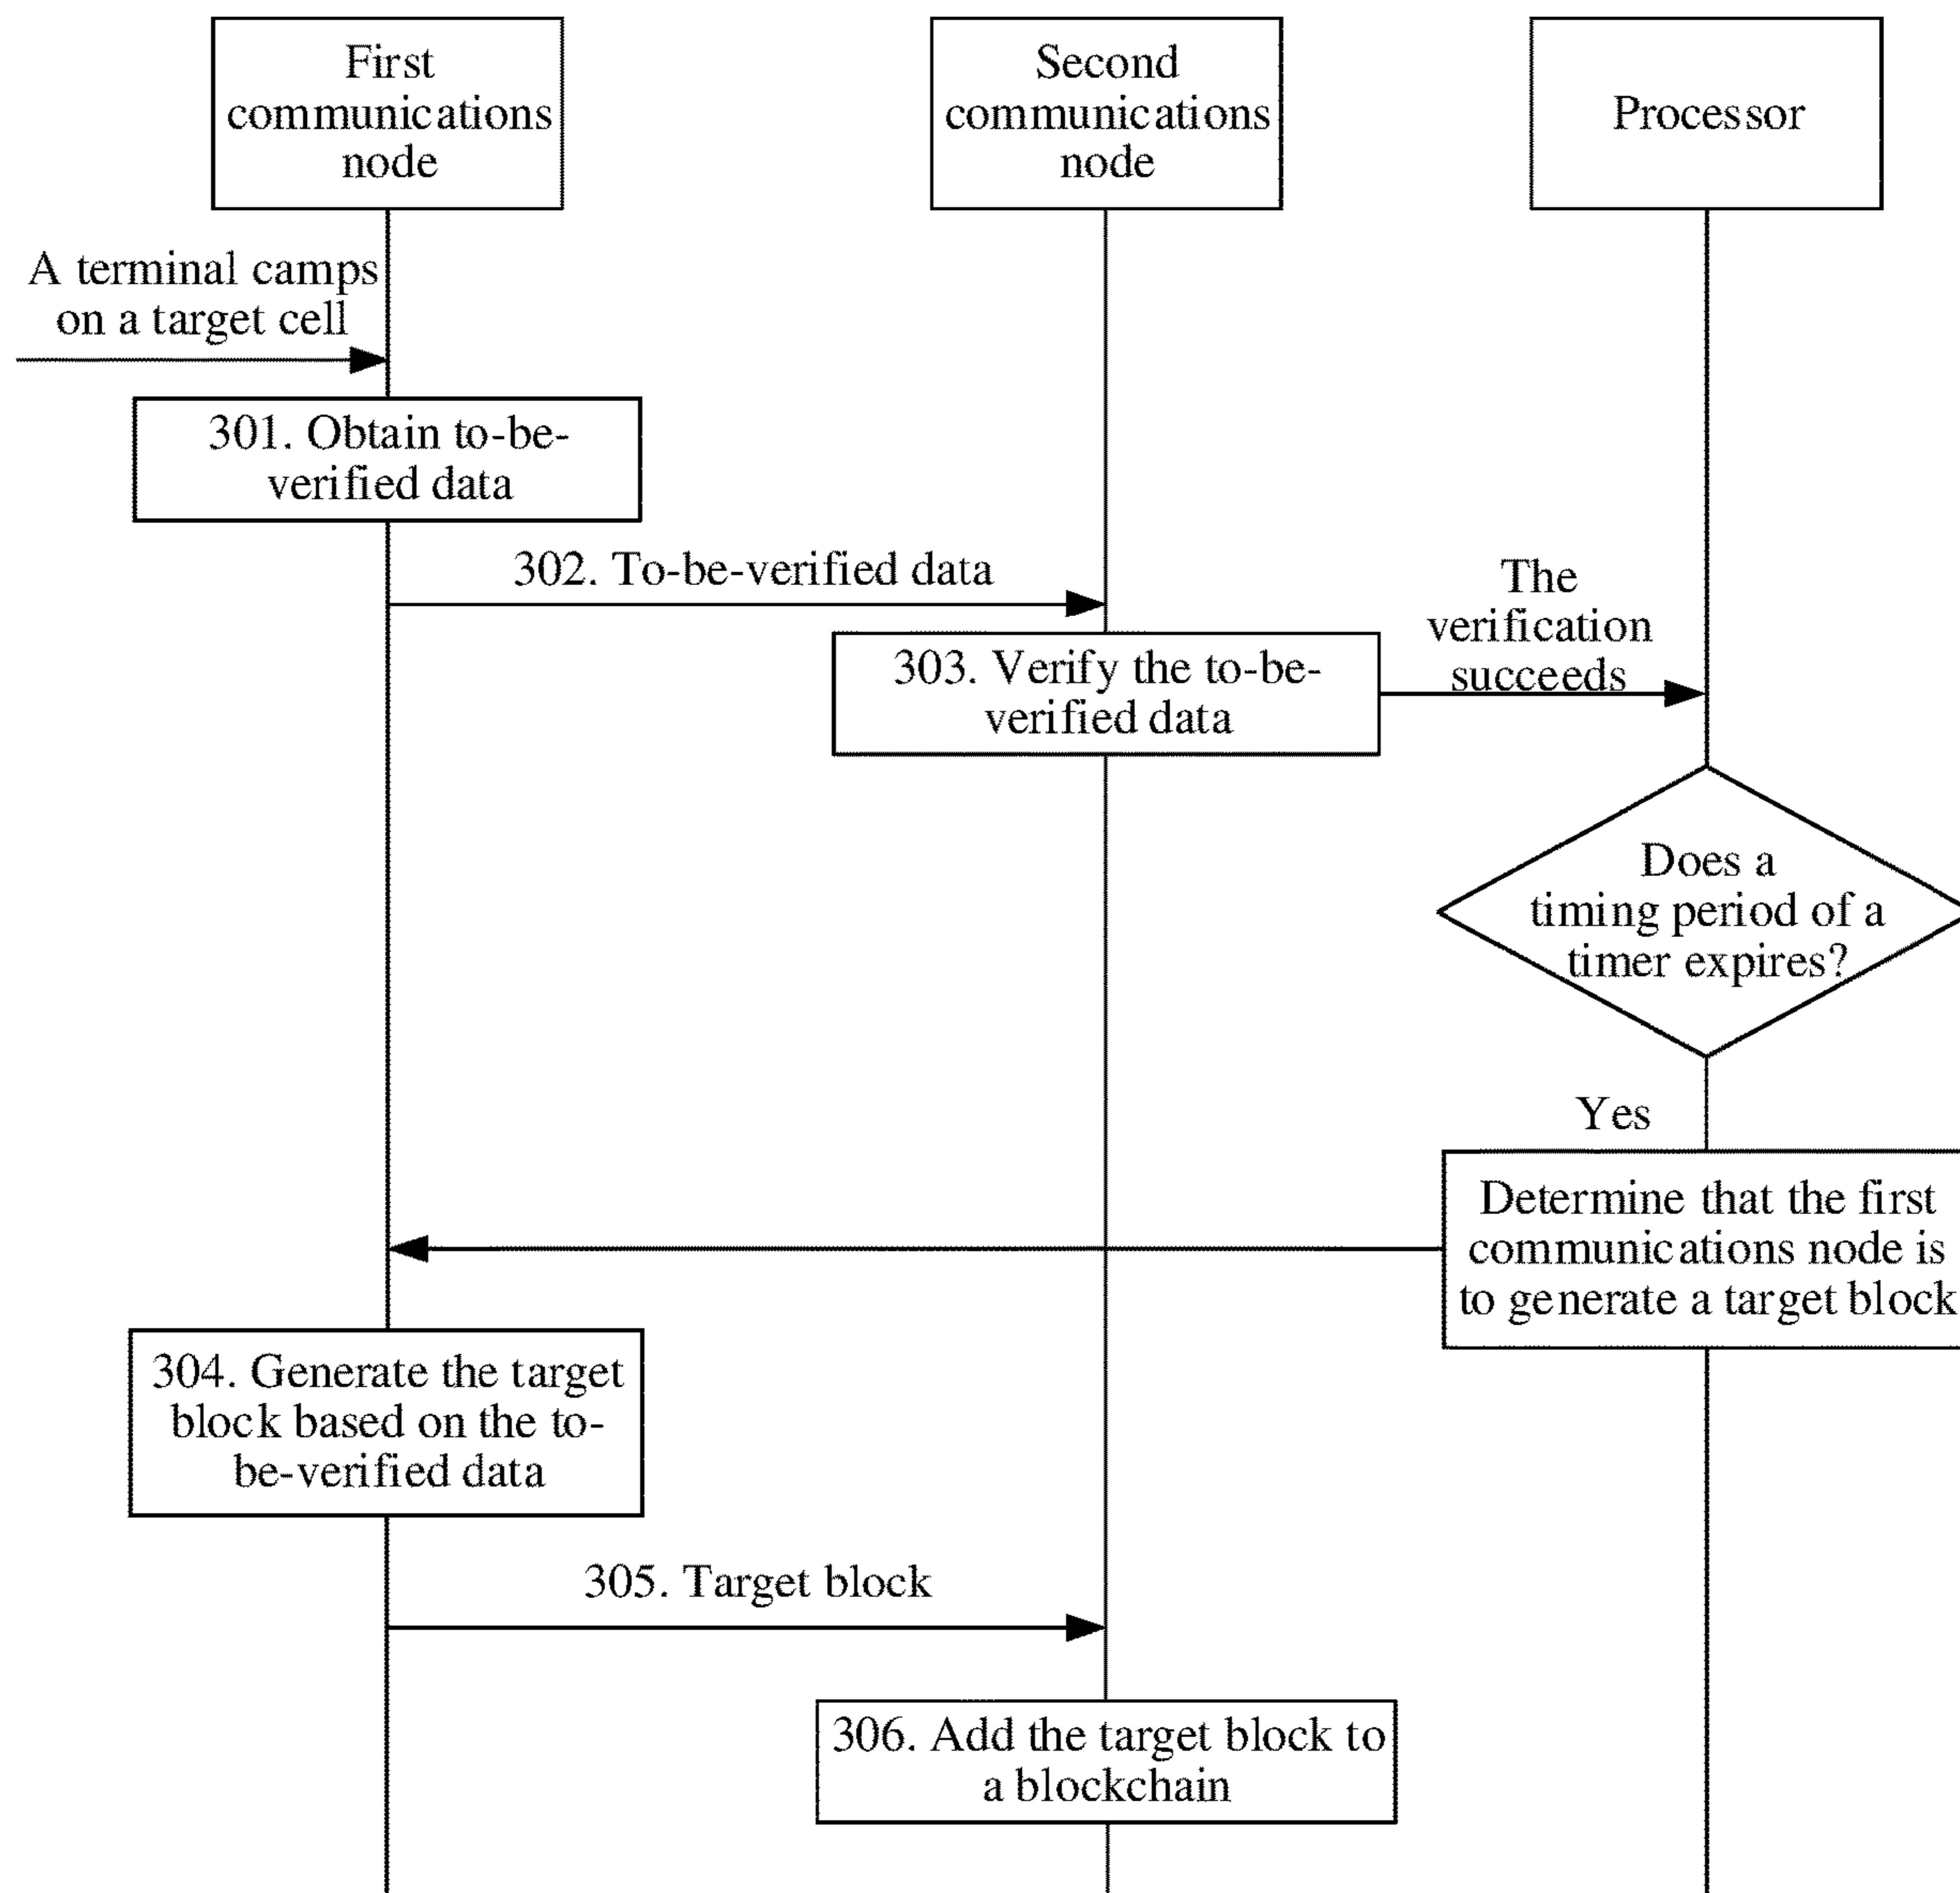 First
communications
node
Second
communications
node
Processor
A terminal camps
on a target cell
301. Obtain to-be-
verified data
302. To-be-verified data
The
verification
succeeds
303. Verify the to-be-
verified data
Does a
timing period of a
timer expires?
Yes
Determine that the first
communications node is
to generate a target block
304. Generate the target
block based on the to-
be-verified data
305. Target block
306. Add the target block to
a blockchain